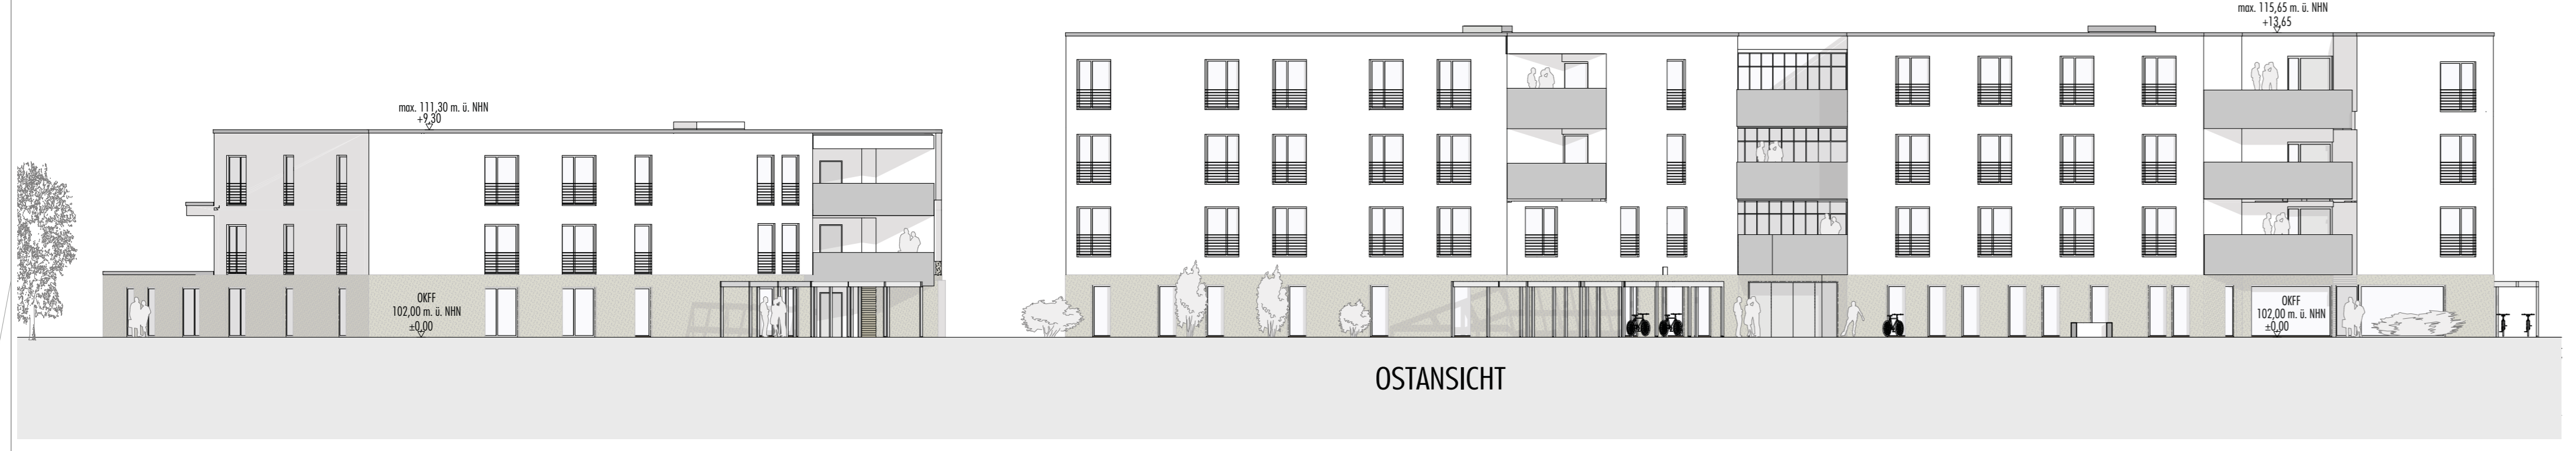 max. 115,65 m. ü. NHN
+13,65
max. 111,30 m. ü. NHN
+9,30
OKFF
102,00 m. ü. NHN
±0,00
OKFF
102,00 m. ü. NHN
±0,00
OSTANSICHT